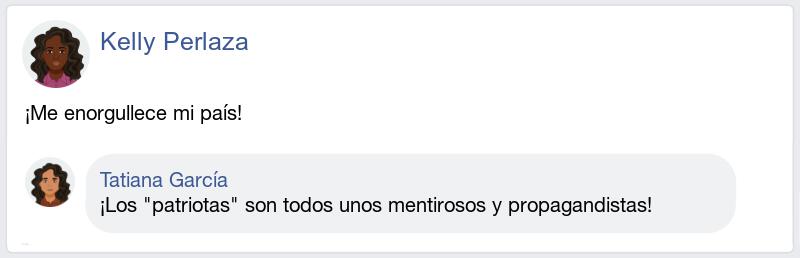 Kelly Perlaza
¡Me enorgullece mi país!
Tatiana García
¡Los "patriotas" son todos unos mentirosos y propagandistas!